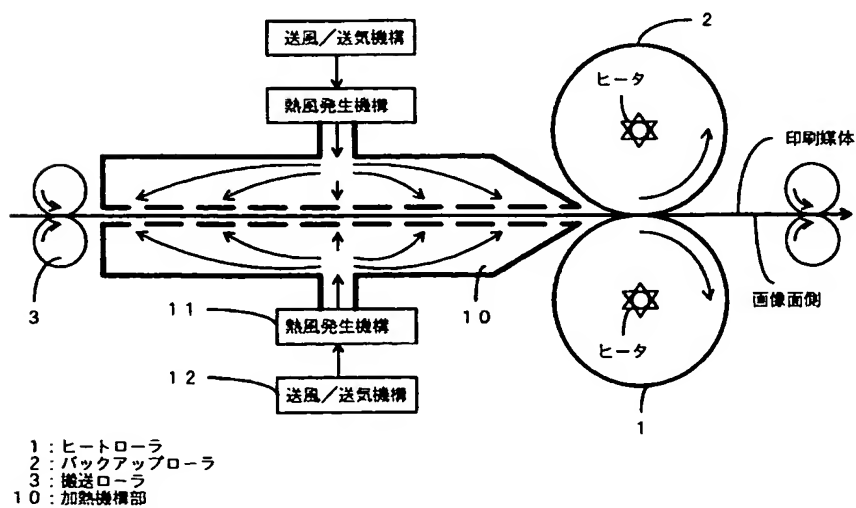 送風/送気機構
2
ヒータ
熱風発生機構
印刷媒体
3
11
熱風発生機構
10
画像面側
ヒータ
12
送風/送気機構
1
1:ヒートローラ
2:バックアップローラ
3:搬送ローラ
10:加熱機構部